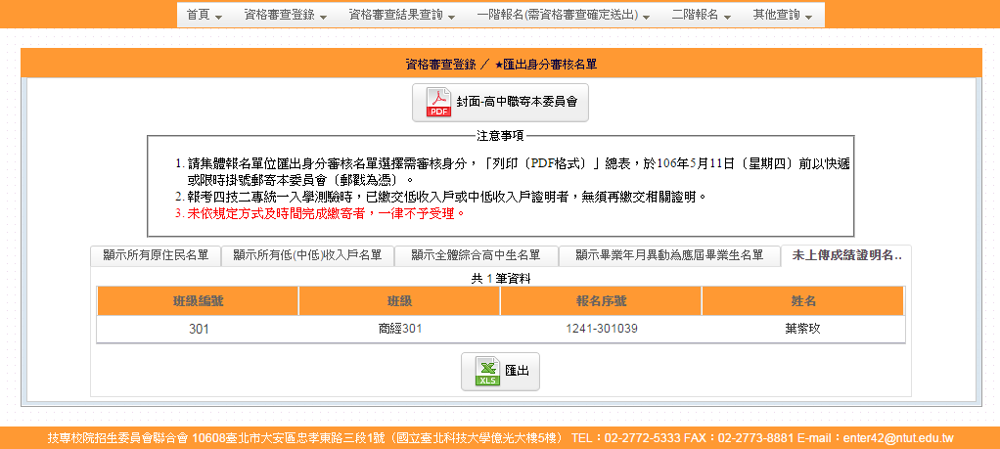 首頁 資格審查登錄 資格審查結果查詢 一階報名(需資格審查確定送出) 二階報名 其他查詢
資格審查登錄 ／ ★匯出身分審核名單
PDF 封面-高中職寄本委員會
注意事項
1. 請集體報名單位匯出身分審核名單選擇需審核身分，「列印〔PDF格式〕」總表，於106年5月11日〔星期四〕前以快遞
或限時掛號郵寄本委員會〔郵戳為憑〕。
2. 報考四技二專統一入學測驗時，已繳交低收入戶或中低收入戶證明者，無須再繳交相關證明。
3. 未依規定方式及時間完成繳寄者，一律不予受理。
顯示所有原住民名單 顯示所有低(中低)收入戶名單 顯示全體綜合高中生名單 顯示畢業年月異動為應屆畢業生名單 未上傳成績證明名..
共 1 筆資料
班級編號 班級 報名序號 姓名
301 商經301 1241-301039 葉紫玫
XLS 匯出
技專校院招生委員會聯合會 10608臺北市大安區忠孝東路三段1號（國立臺北科技大學億光大樓5樓） TEL：02-2772-5333 FAX：02-2773-8881 E-mail：enter42@ntut.edu.tw